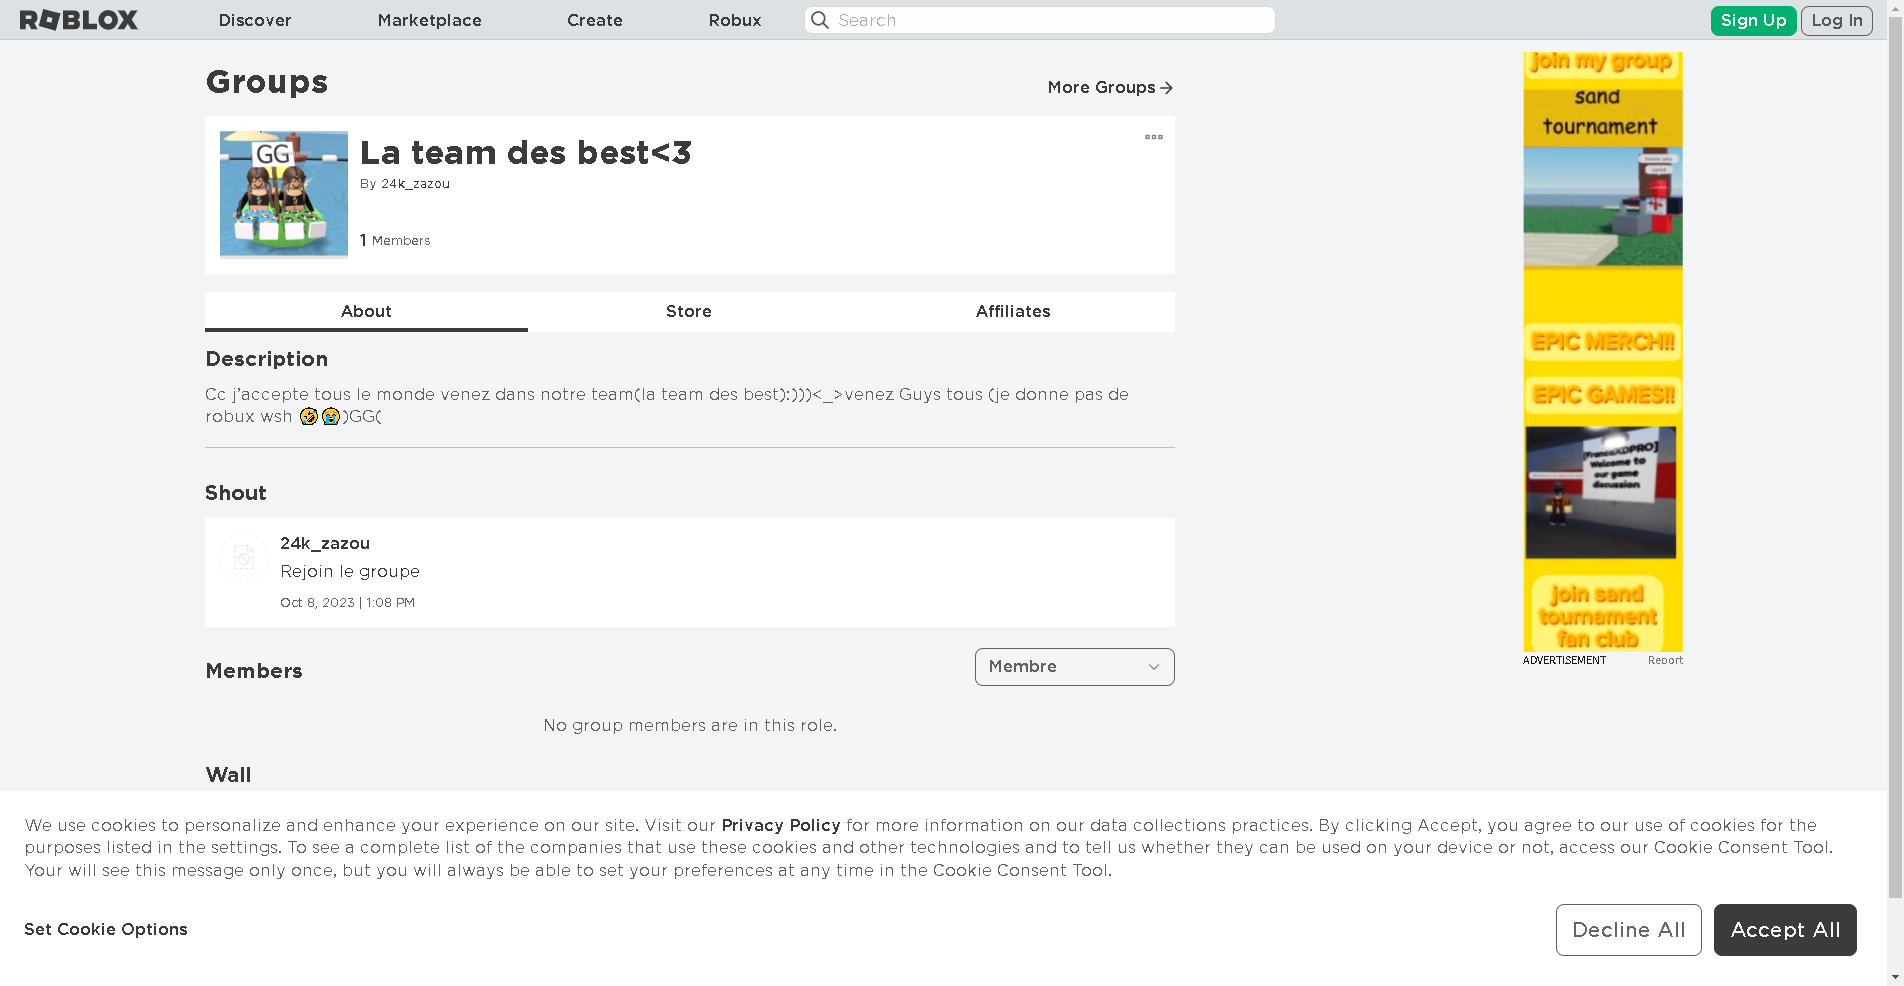 ROBLOX
Discover
Marketplace
Create
Robux
Search
Sign Up
Log In
Groups
More Groups
GG
La team des best<3
By 24k_zazou
1 Members
About
Store
Affiliates
Description
Cc j'accepte tous le monde venez dans notre team(la team des best):)))<_>venez Guys tous (je donne pas de
robux wsh 🤣😭)GG(
Shout
24k_zazou
Rejoin le groupe
Oct 8, 2023 | 1:08 PM
Members
Membre
No group members are in this role.
Wall
join my group
sand
tournament
EPIC MERCH!!
EPIC GAMES!!
[FrancoXDPRO]
Welcome to
our game
discussion
join sand
tournament
fan club
ADVERTISEMENT
Report
We use cookies to personalize and enhance your experience on our site. Visit our Privacy Policy for more information on our data collections practices. By clicking Accept, you agree to our use of cookies for the
purposes listed in the settings. To see a complete list of the companies that use these cookies and other technologies and to tell us whether they can be used on your device or not, access our Cookie Consent Tool.
Your will see this message only once, but you will always be able to set your preferences at any time in the Cookie Consent Tool.
Set Cookie Options
Decline All
Accept All